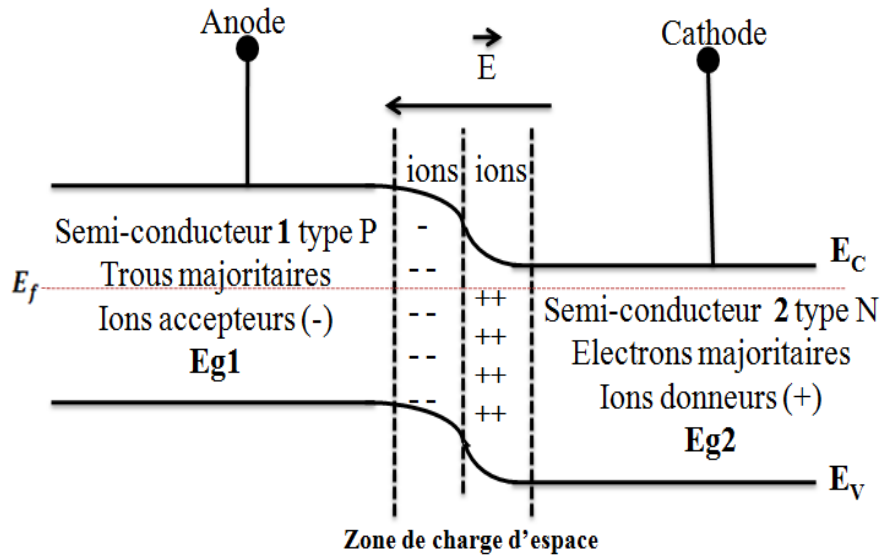 Anode
E
Cathode
ions
ions
Semi-conducteur 1 type P
Trous majoritaires
Ions accepteurs (-)
Eg1
E_f
-
--
--
--
--
++
++
++
++
E_C
Semi-conducteur 2 type N
Electrons majoritaires
Ions donneurs (+)
Eg2
E_V
Zone de charge d’espace